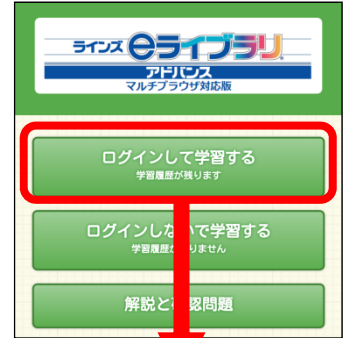 ラインズ eライブラリ
アドバンス
マルチブラウザ対応版
ログインして学習する
学習履歴が残ります
ログインしないで学習する
学習履歴が りません
解説と確認問題